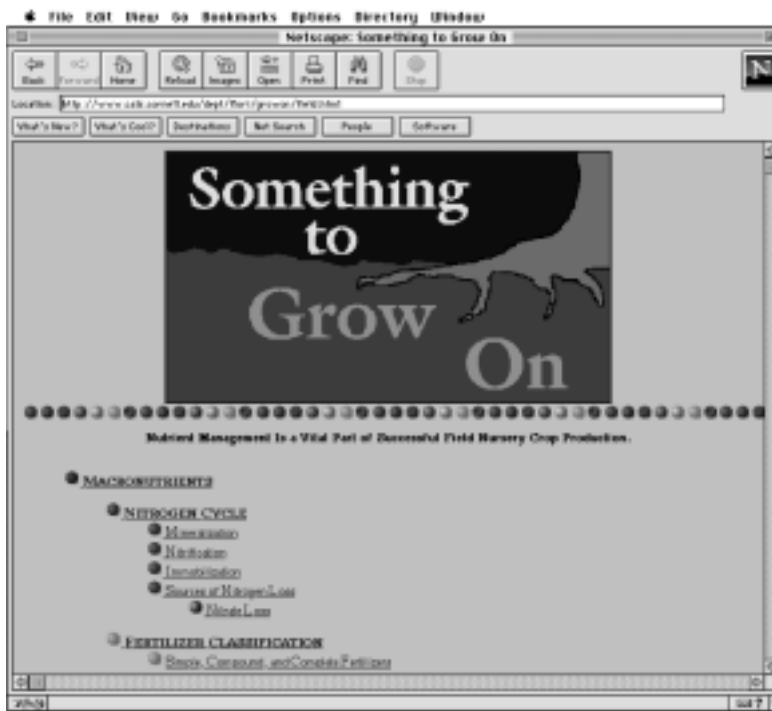 File Edit View Go Bookmarks Options Directory Window
Netscape: Something to Grow On
Back Forward Home Reload Images Open Print Find Stop
Location:
What's New? What's Cool? Destinations Net Search People Software
Something
to
Grow
On
Nutrient Management Is a Vital Part of Successful Field Nursery Crop Production.
MACRONUTRIENTS
NITROGEN CYCLE
Mineralization
Nitrification
Immobilization
Sources of Nitrogen Loss
Nitrate Loss
FERTILIZER CLASSIFICATION
Simple, Compound, and Complete Fertilizers